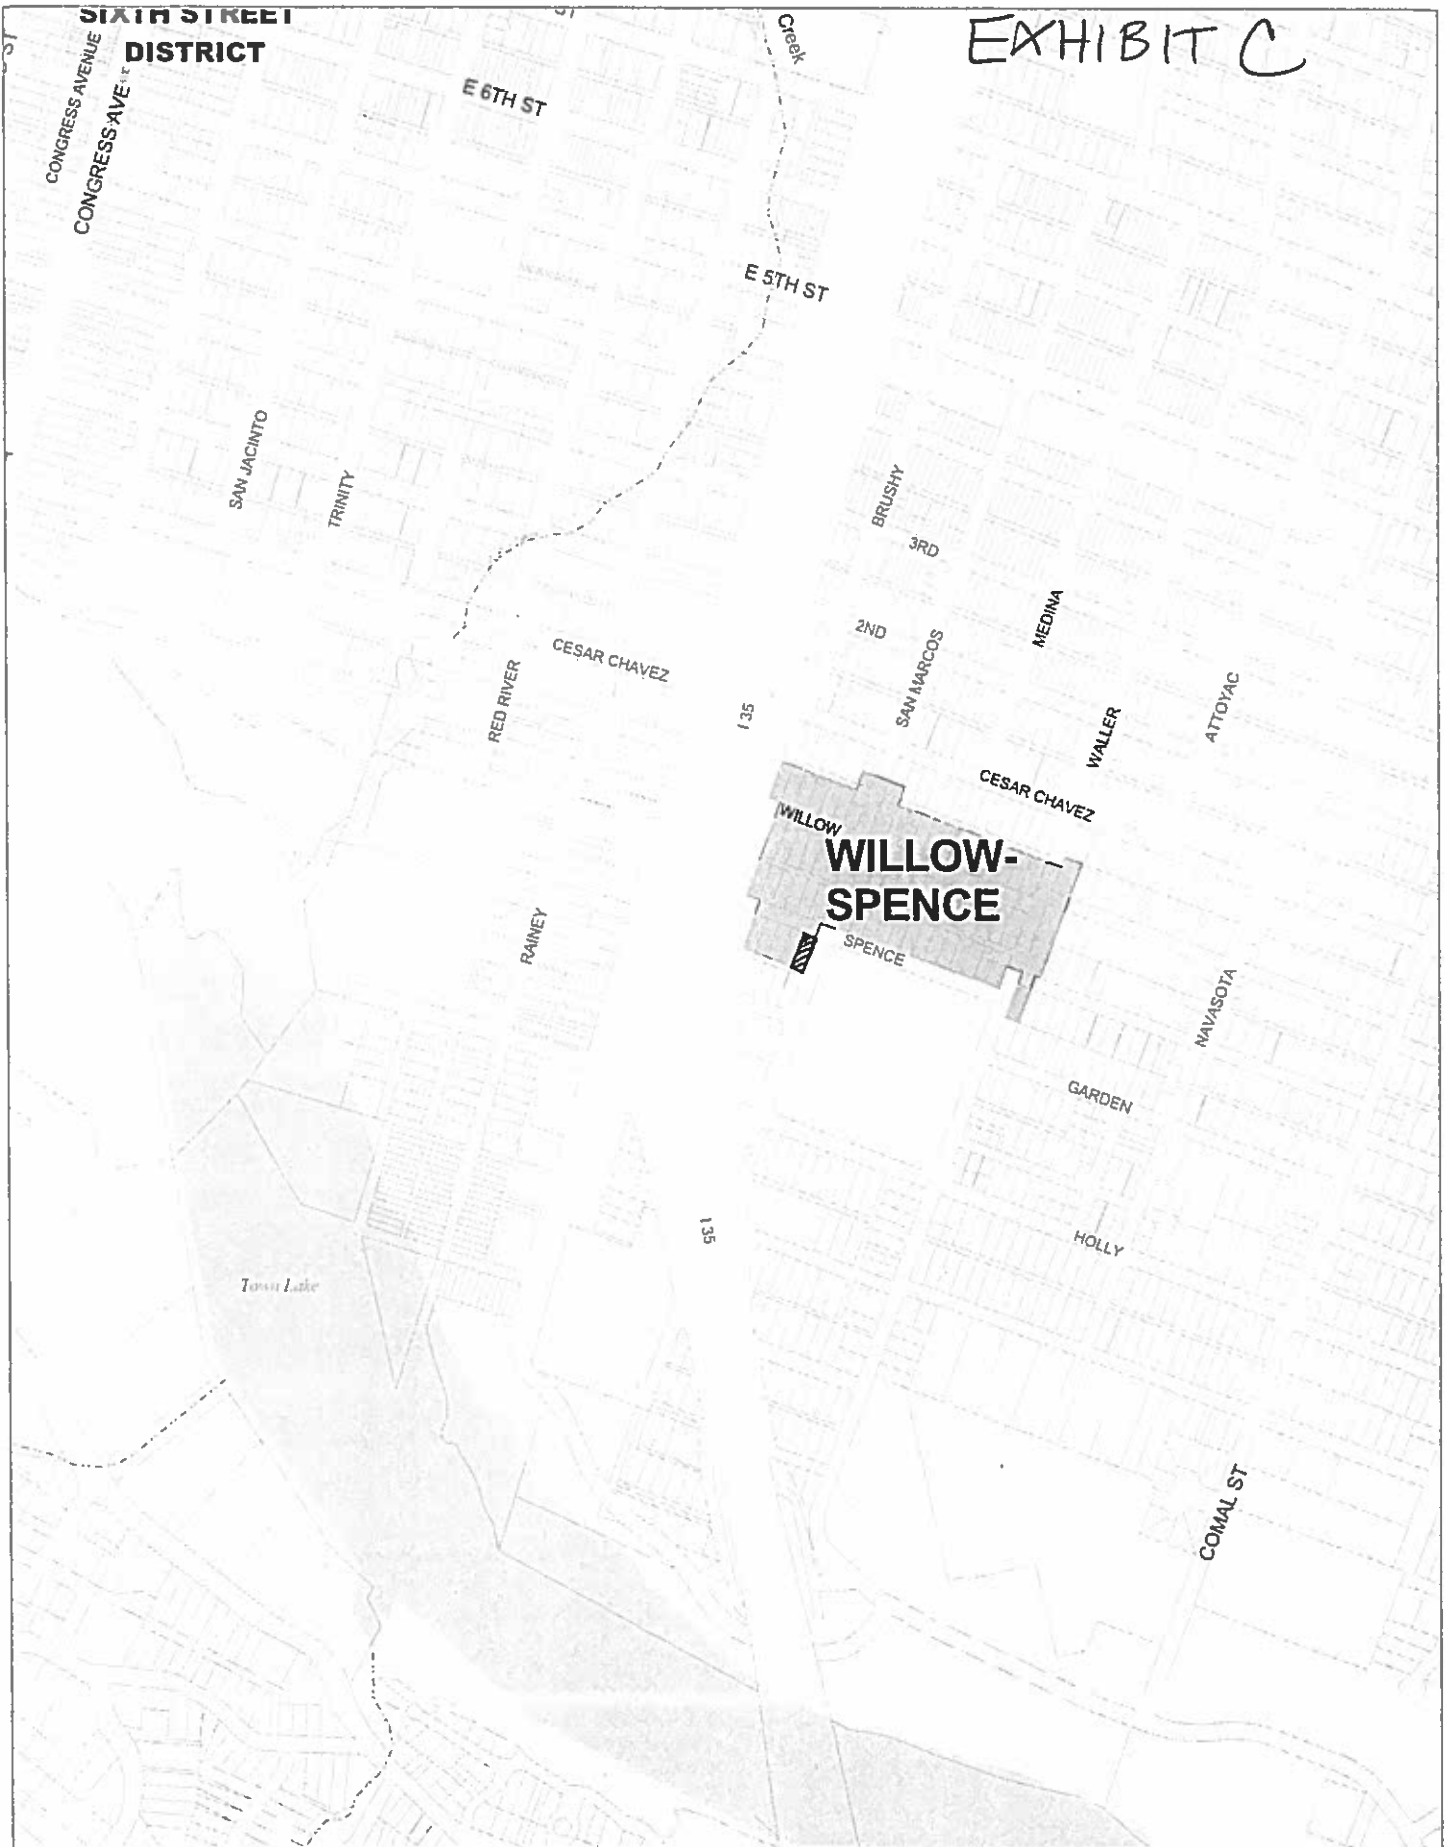 SIXTH STREET
DISTRICT
EXHIBIT C
CONGRESS AVENUE
CONGRESS AVE
E 6TH ST
Creek
E 5TH ST
SAN JACINTO
TRINITY
BRUSHY
3RD
2ND
MEDINA
SAN MARCOS
CESAR CHAVEZ
RED RIVER
I 35
WALLER
ATTOYAC
CESAR CHAVEZ
WILLOW
WILLOW-
SPENCE
SPENCE
RAINEY
NAVASOTA
GARDEN
I 35
HOLLY
Town Lake
COMAL ST